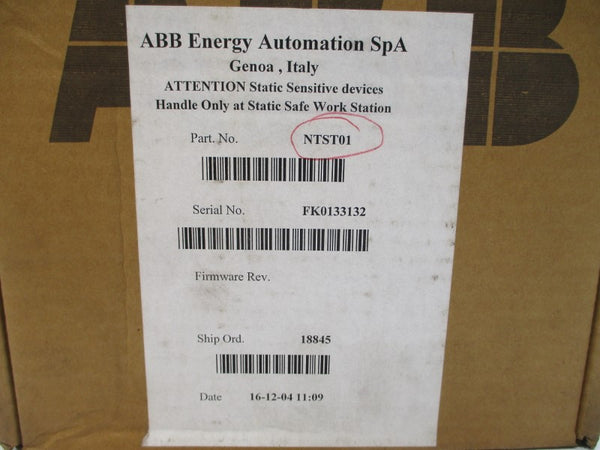 ABB
ABB Energy Automation SpA
Genoa , Italy
ATTENTION Static Sensitive devices
Handle Only at Static Safe Work Station
Part. No. NTST01
Serial No. FK0133132
Firmware Rev.
Ship Ord. 18845
Date 16-12-04 11:09